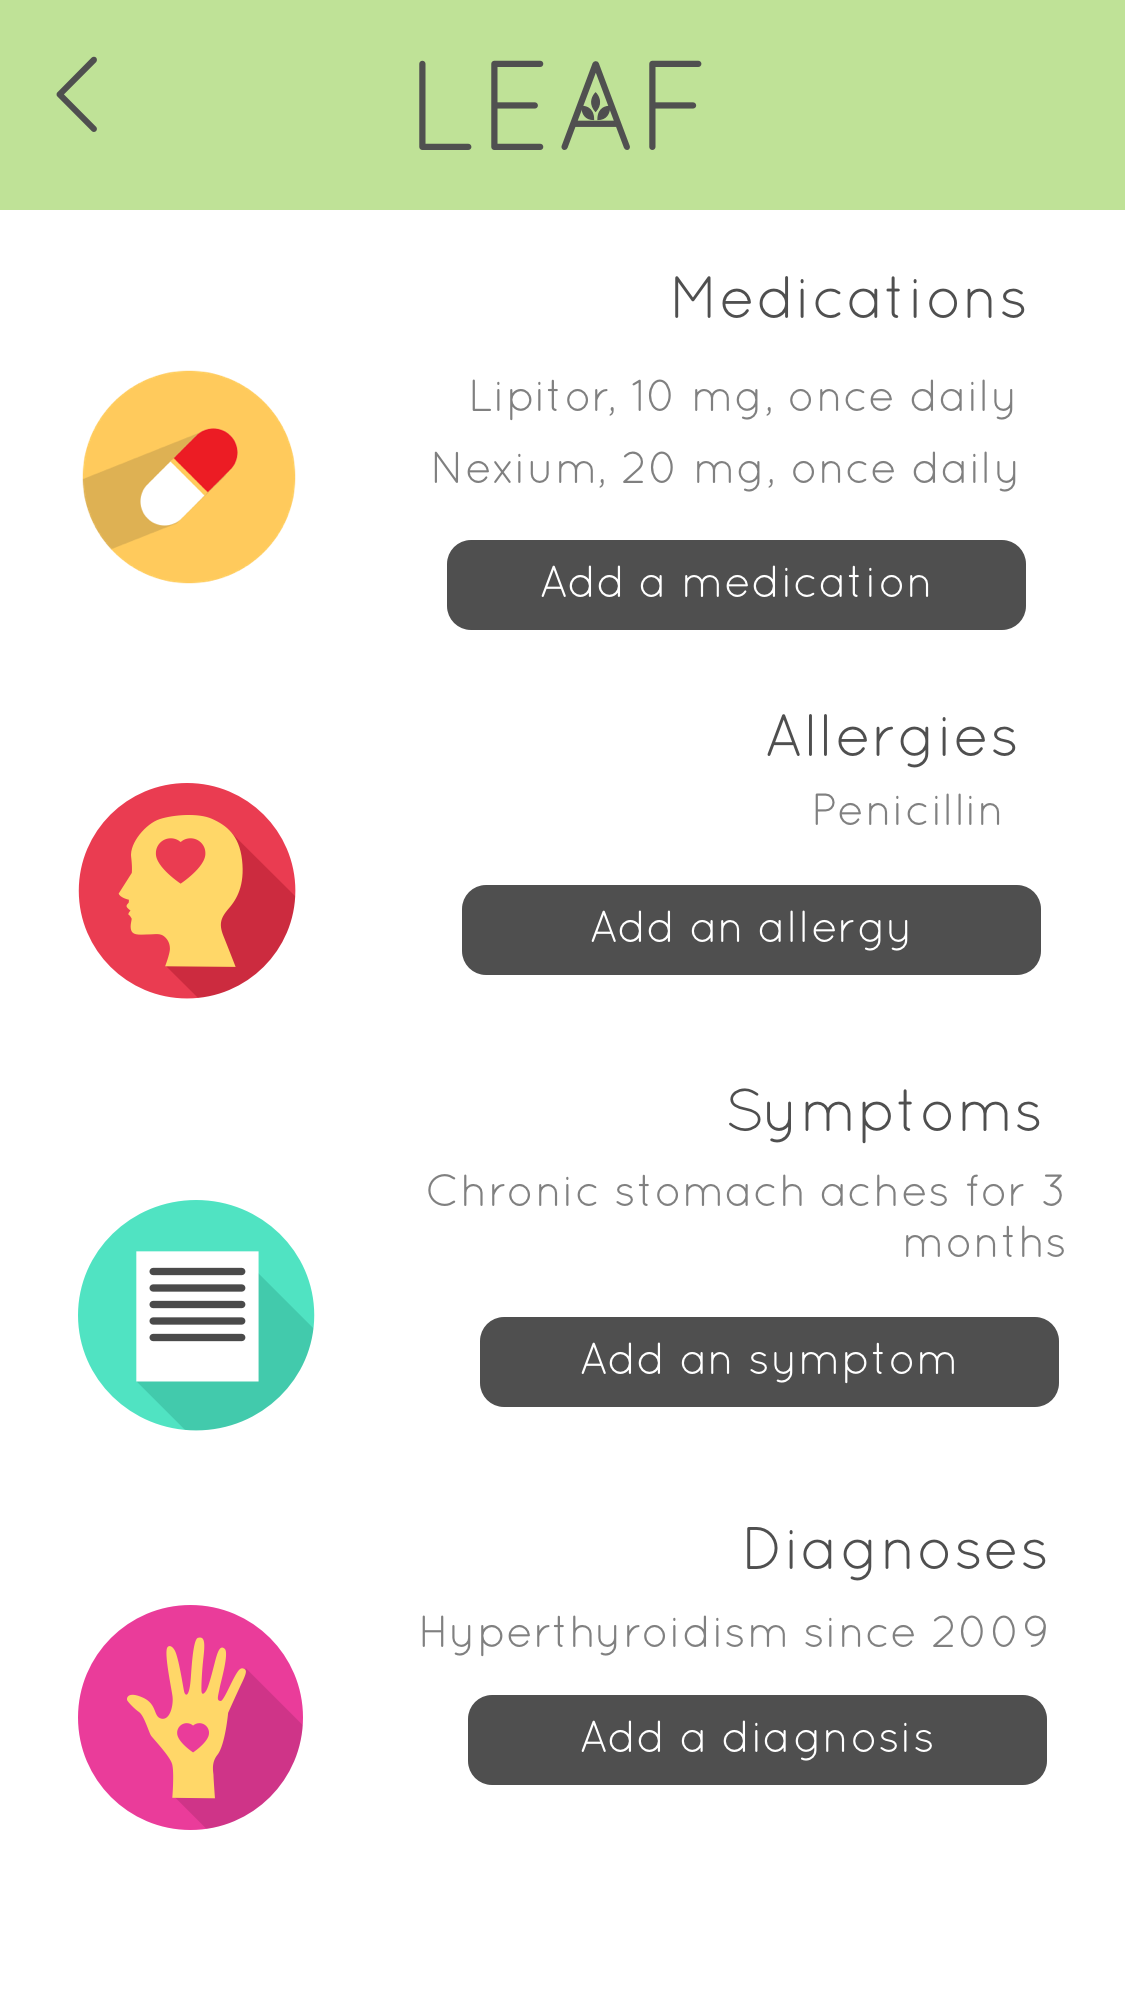 LEAF
Medications
Lipitor, 10 mg, once daily
Nexium, 20 mg, once daily
Add a medication
Allergies
Penicillin
Add an allergy
Symptoms
Chronic stomach aches for 3
months
Add an symptom
Diagnoses
Hyperthyroidism since 2009
Add a diagnosis